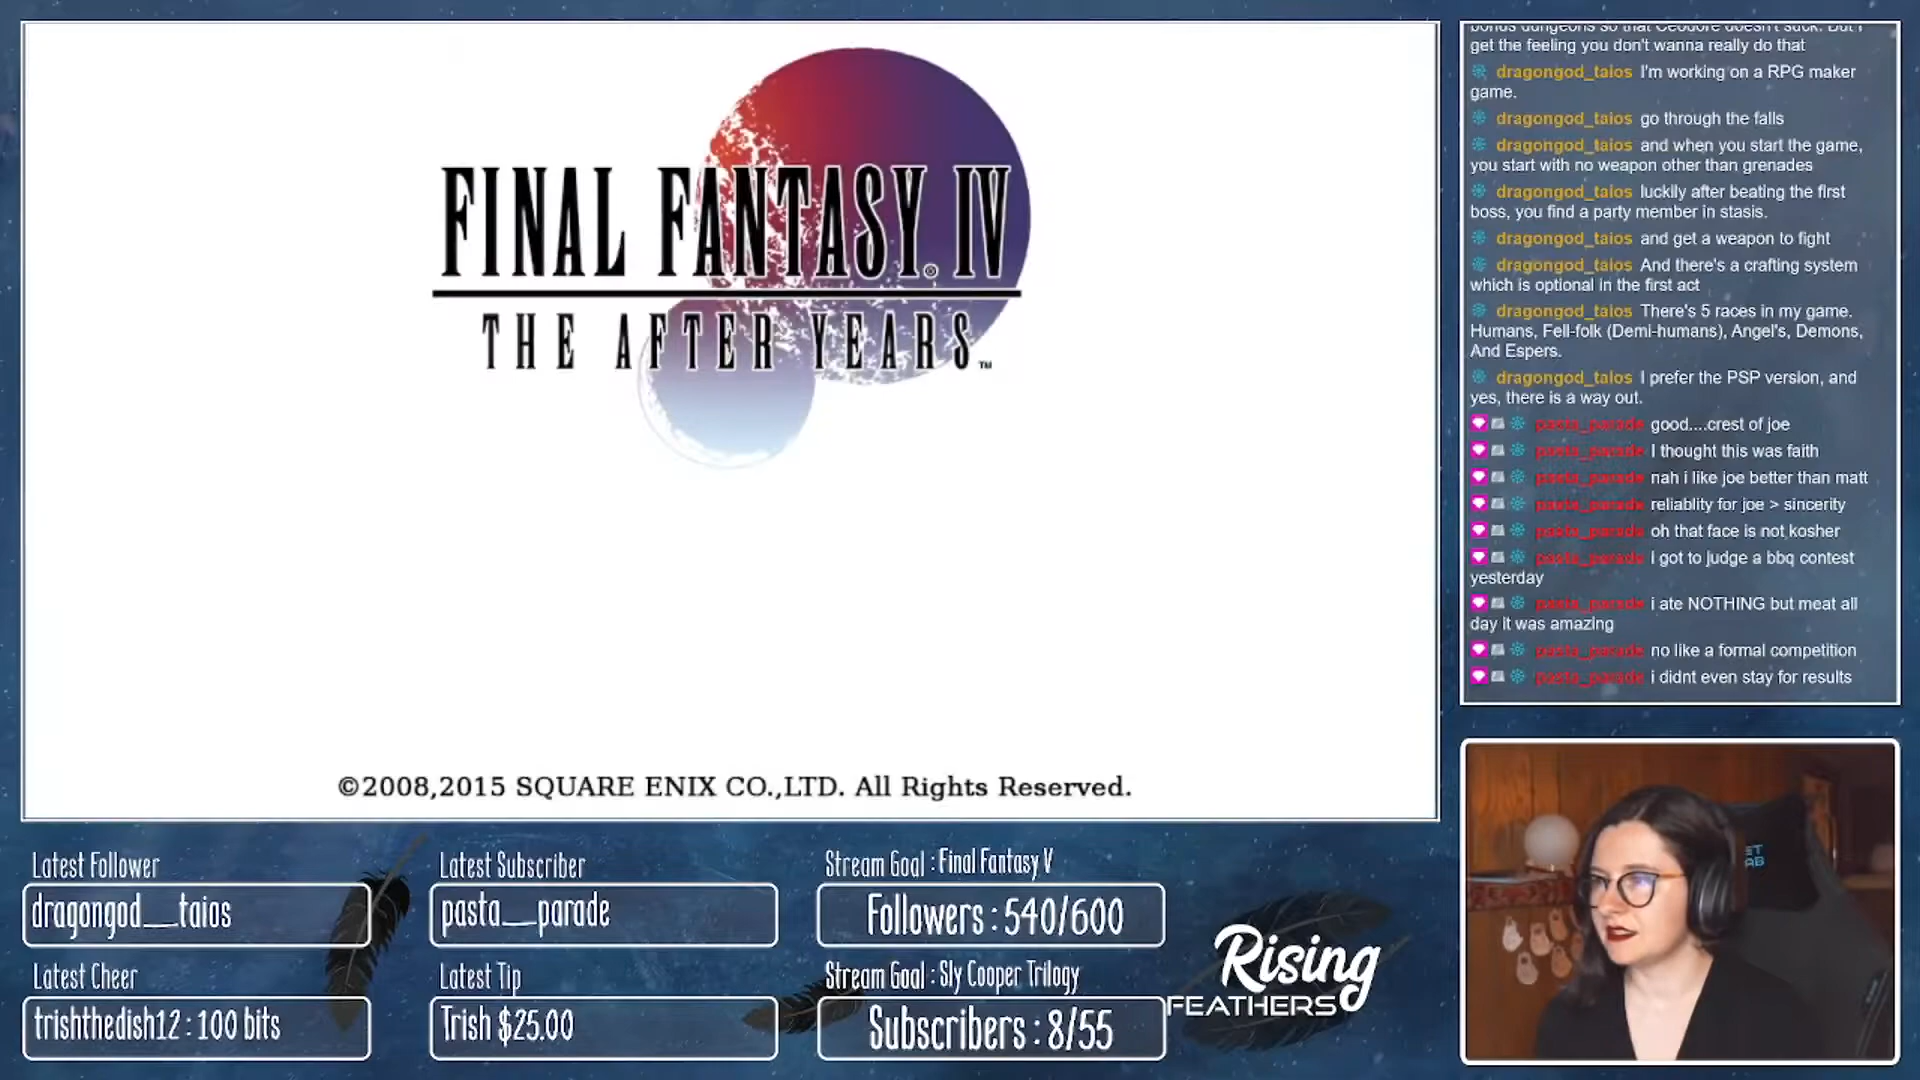 FINAL FANTASY® IV
THE AFTER YEARS™
©2008,2015 SQUARE ENIX CO.,LTD. All Rights Reserved.
bonus dungeons so that Ceodore doesn't suck. But I
get the feeling you don't wanna really do that
dragongod_taios I'm working on a RPG maker
game.
dragongod_taios go through the falls
dragongod_taios and when you start the game,
you start with no weapon other than grenades
dragongod_taios luckily after beating the first
boss, you find a party member in stasis.
dragongod_taios and get a weapon to fight
dragongod_taios And there's a crafting system
which is optional in the first act
dragongod_taios There's 5 races in my game.
Humans, Fell-folk (Demi-humans), Angel's, Demons,
And Espers.
dragongod_taios I prefer the PSP version, and
yes, there is a way out.
pasta_parade good....crest of joe
pasta_parade I thought this was faith
pasta_parade nah i like joe better than matt
pasta_parade reliablity for joe > sincerity
pasta_parade oh that face is not kosher
pasta_parade I got to judge a bbq contest
yesterday
pasta_parade i ate NOTHING but meat all
day it was amazing
pasta_parade no like a formal competition
pasta_parade i didnt even stay for results
Latest Follower
dragongod__taios
Latest Subscriber
pasta__parade
Stream Goal : Final Fantasy V
Followers : 540/600
Latest Cheer
trishthedish12 : 100 bits
Latest Tip
Trish $25.00
Stream Goal : Sly Cooper Trilogy
Subscribers : 8/55
Rising
FEATHERS